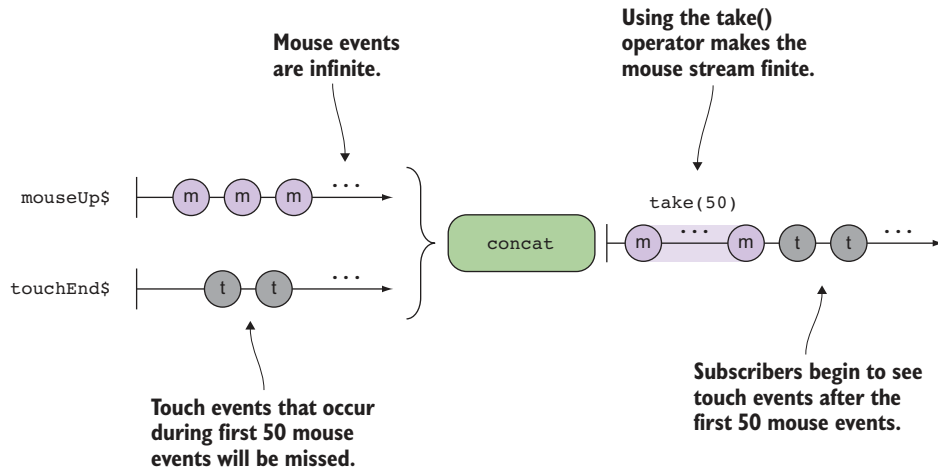 Mouse events
are infinite.
Using the take()
operator makes the
mouse stream finite.
mouseUp$
m
m
m
...
touchEnd$
t
t
...
concat
take(50)
m
...
m
t
t
...
Touch events that occur
during first 50 mouse
events will be missed.
Subscribers begin to see
touch events after the
first 50 mouse events.